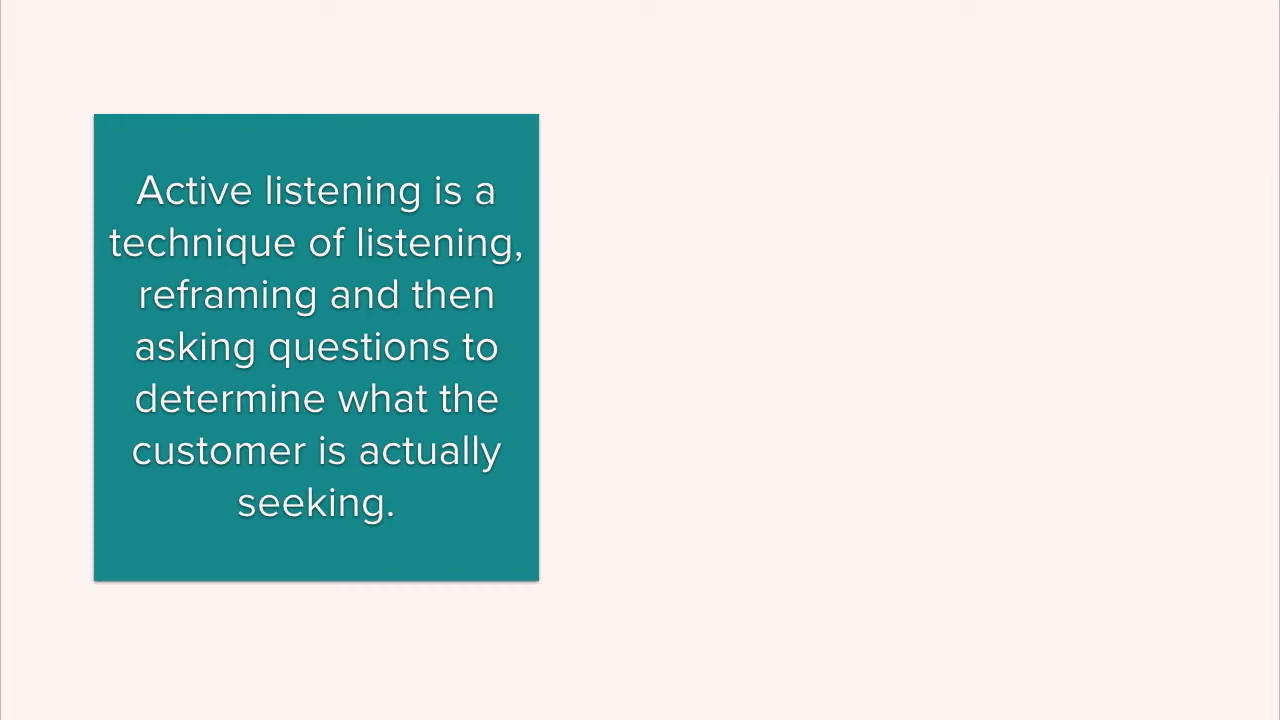 Active listening is a
technique of listening,
reframing and then
asking questions to
determine what the
customer is actually
seeking.